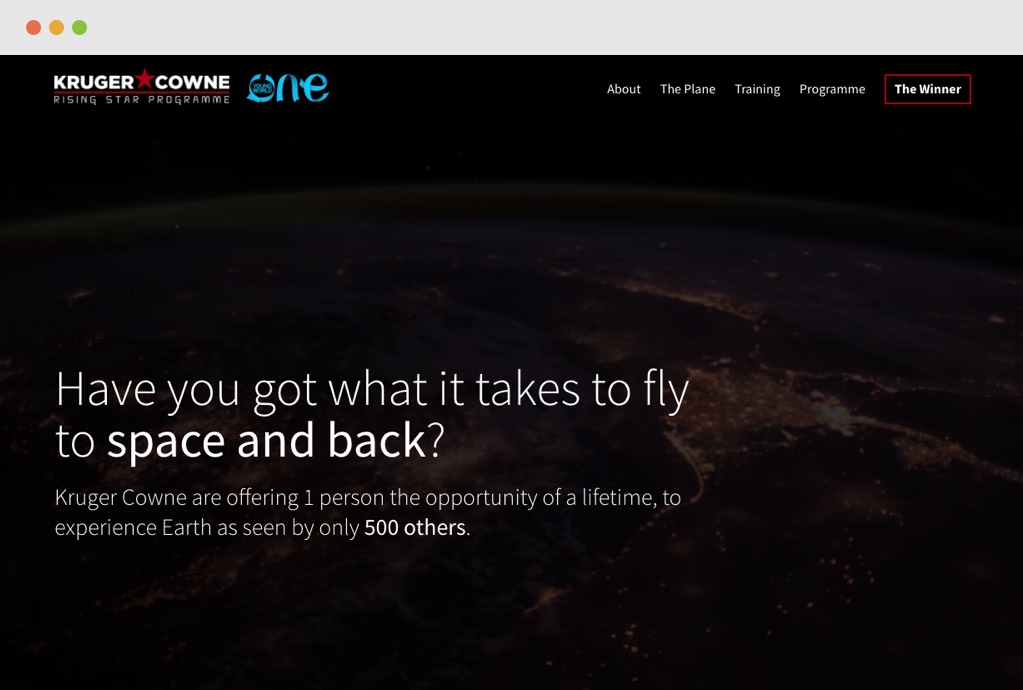 KRUGER COWNE
RISING STAR PROGRAMME
YOUNG
WORLD
one
About The Plane Training Programme The Winner
Have you got what it takes to fly
to space and back?
Kruger Cowne are offering 1 person the opportunity of a lifetime, to
experience Earth as seen by only 500 others.